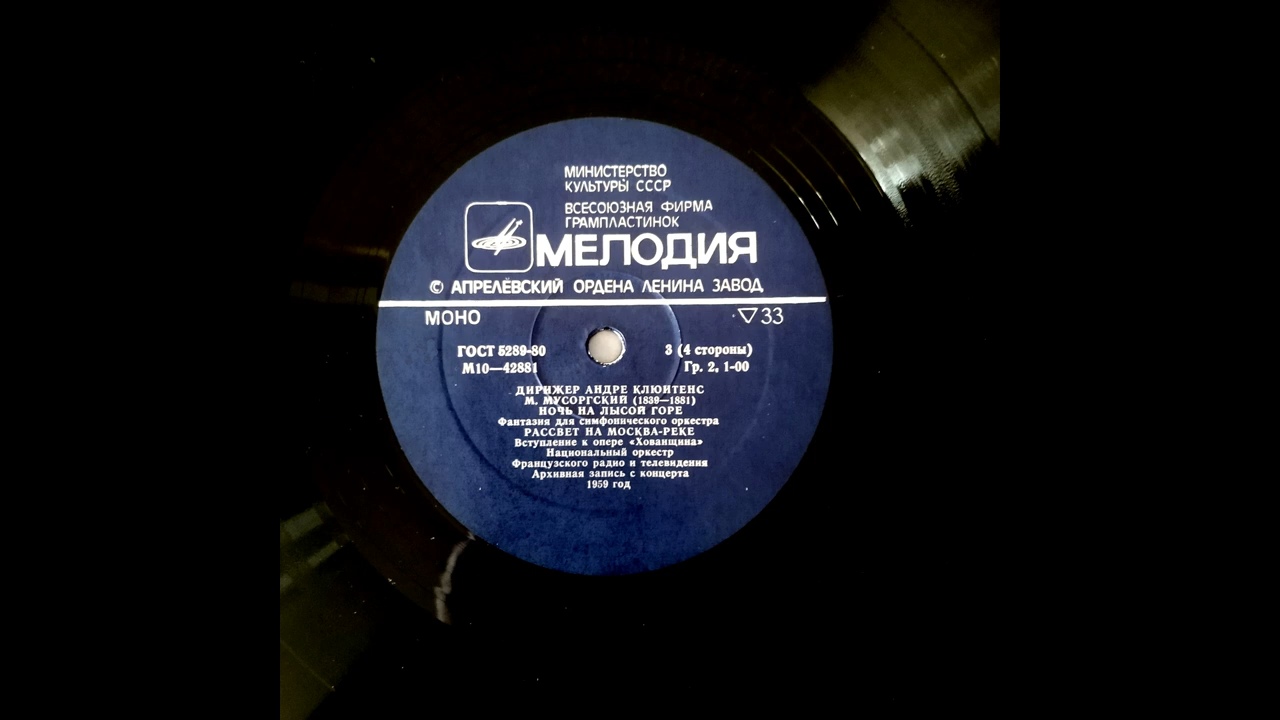 МИНИСТЕРСТВО
КУЛЬТУРЫ СССР
ВСЕСОЮЗНАЯ ФИРМА
ГРАМПЛАСТИНОК
МЕЛОДИЯ
© АПРЕЛЕВСКИЙ ОРДЕНА ЛЕНИНА ЗАВОД
МОНО ▽ 33
ГОСТ 5289-80 3 (4 стороны)
М10—42881 Гр. 2, 1-00
ДИРИЖЕР АНДРЕ КЛЮИТЕНС
М. МУСОРГСКИЙ (1839—1881)
НОЧЬ НА ЛЫСОЙ ГОРЕ
Фантазия для симфонического оркестра
РАССВЕТ НА МОСКВА-РЕКЕ
Вступление к опере «Хованщина»
Национальный оркестр
Французского радио и телевидения
Архивная запись с концерта
1959 год